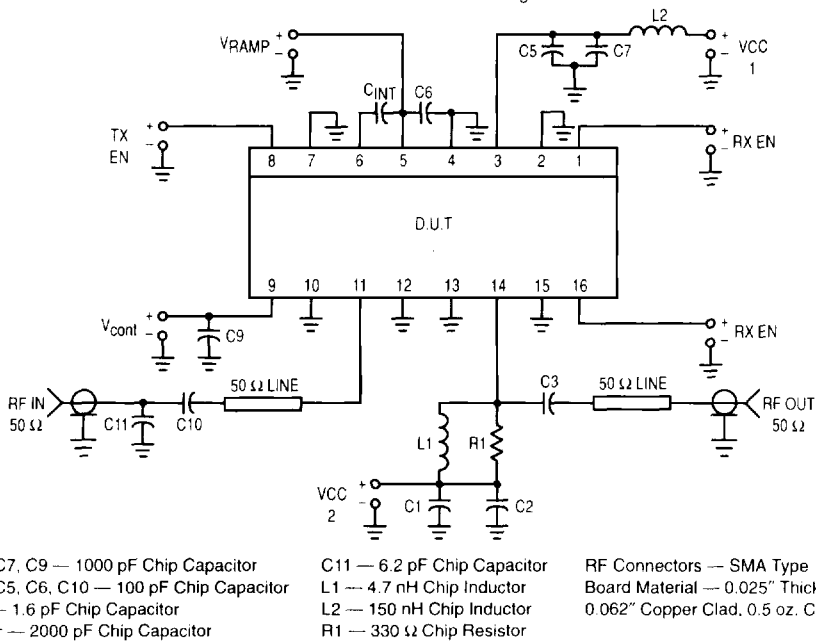 L2
VRAMP
C5
C7
VCC
1
CINT
C6
TX
EN
RX EN
8 7 6 5 4 3 2 1
D.U.T
9 10 11 12 13 14 15 16
Vcont
C9
RX EN
RF IN
50 Ω
C11
C10
50 Ω LINE
C3
50 Ω LINE
RF OUT
50 Ω
L1
R1
VCC
2
C1
C2
C7, C9 — 1000 pF Chip Capacitor
C5, C6, C10 — 100 pF Chip Capacitor
— 1.6 pF Chip Capacitor
— 2000 pF Chip Capacitor
C11 — 6.2 pF Chip Capacitor
L1 — 4.7 nH Chip Inductor
L2 — 150 nH Chip Inductor
R1 — 330 Ω Chip Resistor
RF Connectors — SMA Type
Board Material — 0.025″ Thick
0.062″ Copper Clad, 0.5 oz. C